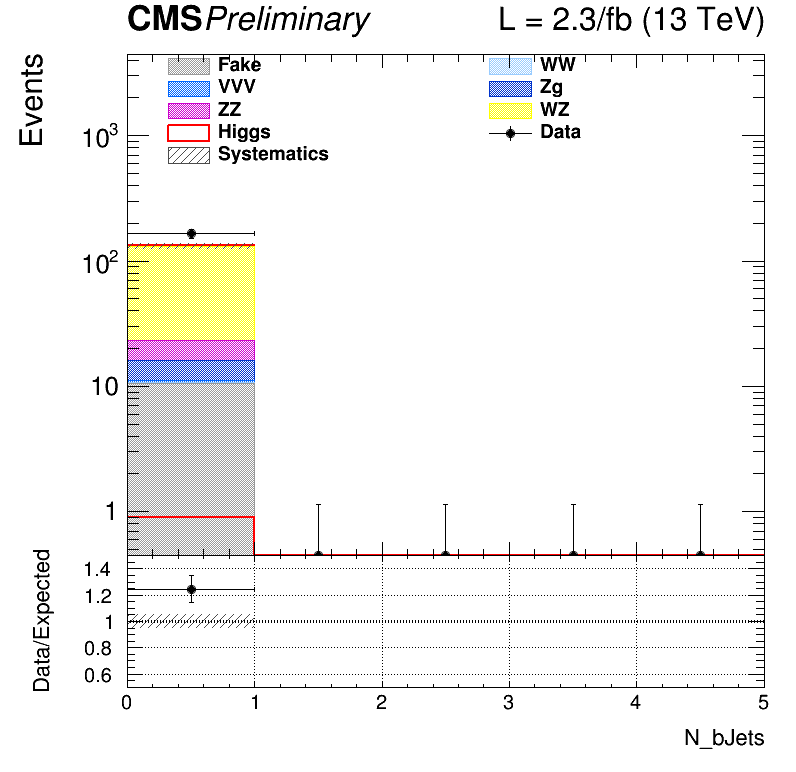 CMS Preliminary L = 2.3/fb (13 TeV)
Events
Fake WW
VVV Zg
ZZ WZ
Higgs Data
Systematics
10³
10²
10
1
Data/Expected
1.4
1.2
1
0.8
0.6
0 1 2 3 4 5
N_bJets